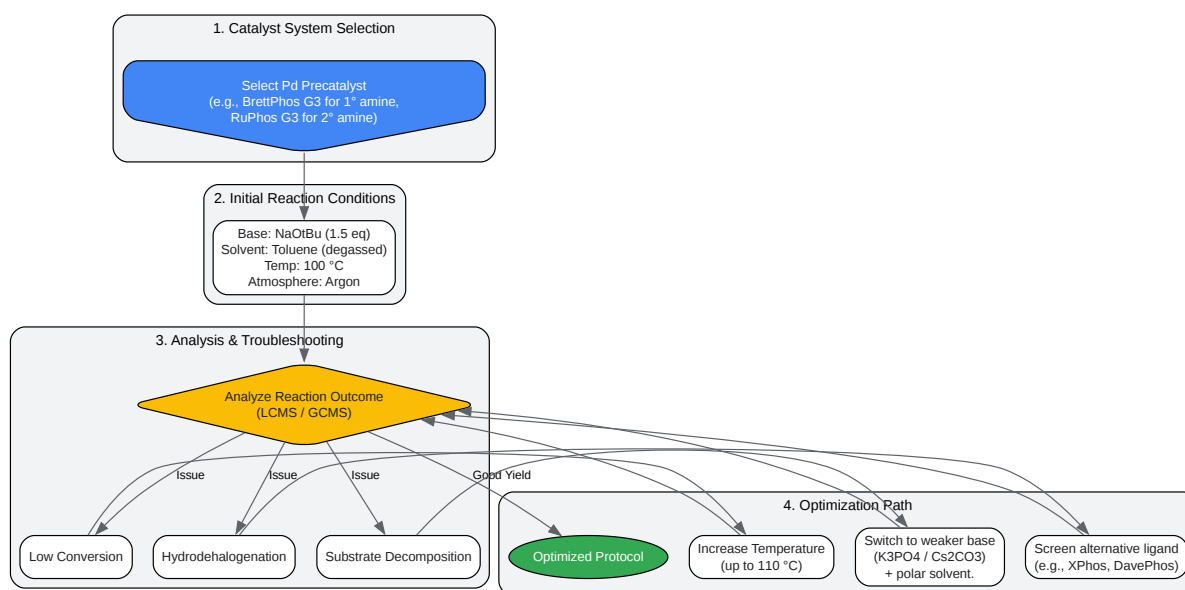 1. Catalyst System Selection
Select Pd Precatalyst
(e.g., BrettPhos G3 for 1° amine,
RuPhos G3 for 2° amine)
2. Initial Reaction Conditions
Base: NaOtBu (1.5 eq)
Solvent: Toluene (degassed)
Temp: 100 °C
Atmosphere: Argon
3. Analysis & Troubleshooting
Analyze Reaction Outcome
(LCMS / GCMS)
Issue
Issue
Issue
Good Yield
Low Conversion
Hydrodehalogenation
Substrate Decomposition
4. Optimization Path
Optimized Protocol
Increase Temperature
(up to 110 °C)
Switch to weaker base
(K3PO4 / Cs2CO3)
+ polar solvent.
Screen alternative ligand
(e.g., XPhos, DavePhos)